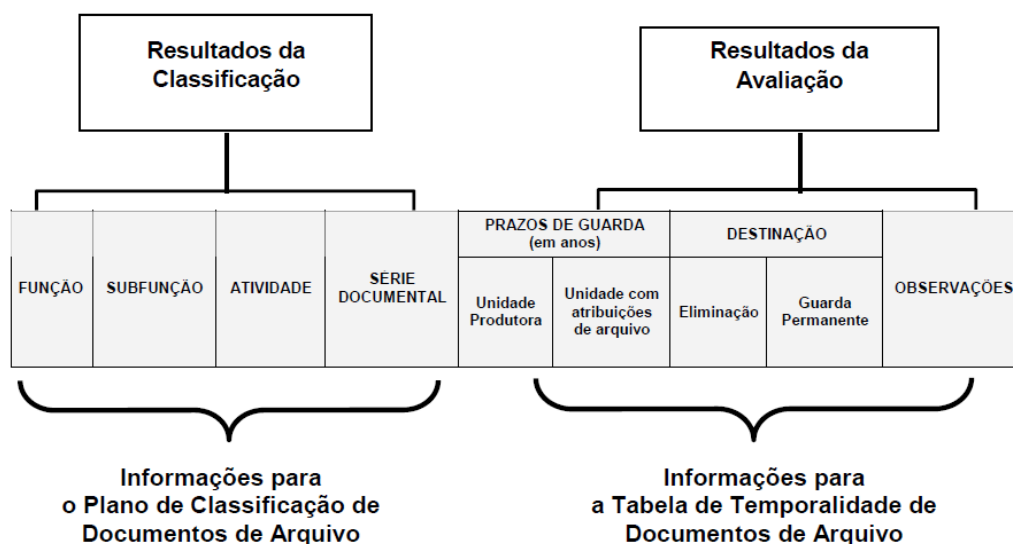 Resultados da
Classificação
Resultados da
Avaliação
FUNÇÃO
SUBFUNÇÃO
ATIVIDADE
SÉRIE
DOCUMENTAL
PRAZOS DE GUARDA
(em anos)
DESTINAÇÃO
OBSERVAÇÕES
Unidade
Produtora
Unidade com
atribuições
de arquivo
Eliminação
Guarda
Permanente
Informações para
o Plano de Classificação de
Documentos de Arquivo
Informações para
a Tabela de Temporalidade de
Documentos de Arquivo